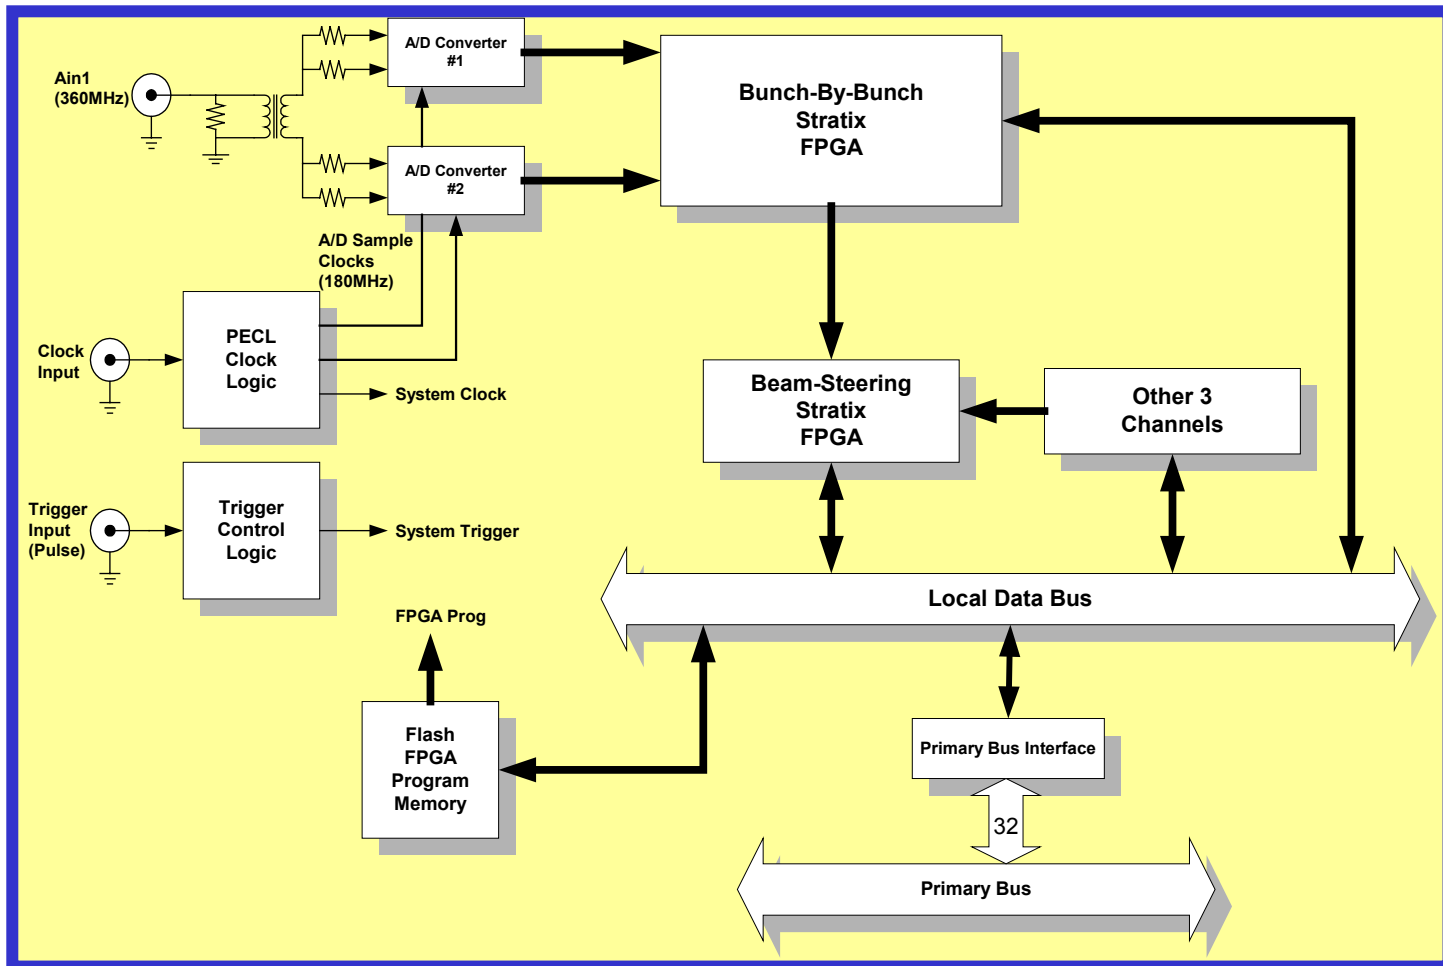 A/D Converter
#1
Ain1
(360MHz)
Bunch-By-Bunch
Stratix
FPGA
A/D Converter
#2
A/D Sample
Clocks
(180MHz)
PECL
Clock
Logic
Clock
Input
System Clock
Beam-Steering
Stratix
FPGA
Other 3
Channels
Trigger
Input
(Pulse)
Trigger
Control
Logic
System Trigger
Local Data Bus
FPGA Prog
Flash
FPGA
Program
Memory
Primary Bus Interface
32
Primary Bus